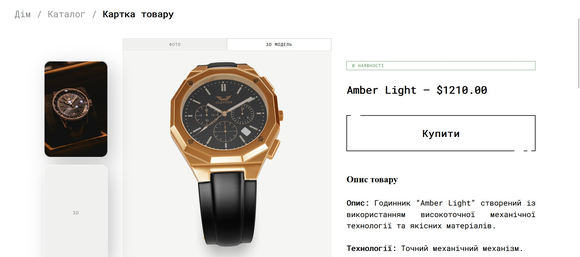 Дім / Каталог / Картка товару
ФОТО
3D МОДЕЛЬ
В НАЯВНОСТІ
Amber Light — $1210.00
Купити
3D
Опис товару
Опис: Годинник "Amber Light" створений із
використанням високоточної механічної
технології та якісних матеріалів.
Технології: Точний механічний механізм.